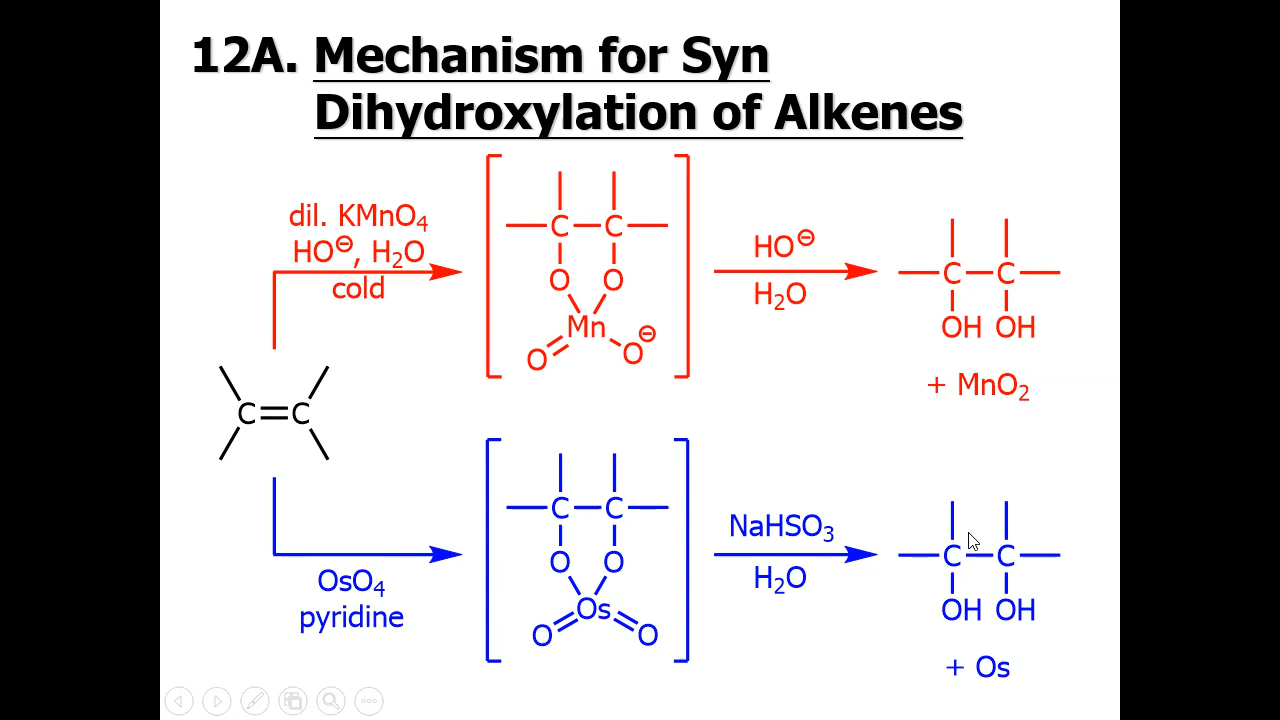 12A. Mechanism for Syn
Dihydroxylation of Alkenes
dil. KMnO₄
HO⊖, H₂O
cold
C C
O O
Mn
O O⊖
HO⊖
H₂O
C C
OH OH
+ MnO₂
C=C
OsO₄
pyridine
C C
O O
Os
O O
NaHSO₃
H₂O
C C
OH OH
+ Os